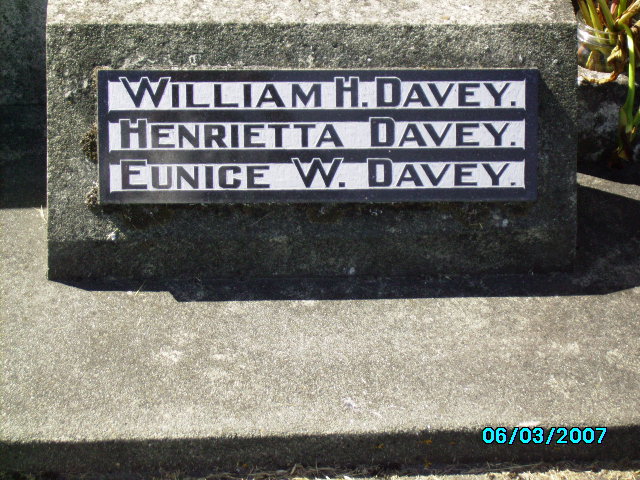 WILLIAM H. DAVEY.
HENRIETTA DAVEY.
EUNICE W. DAVEY.
06/03/2007